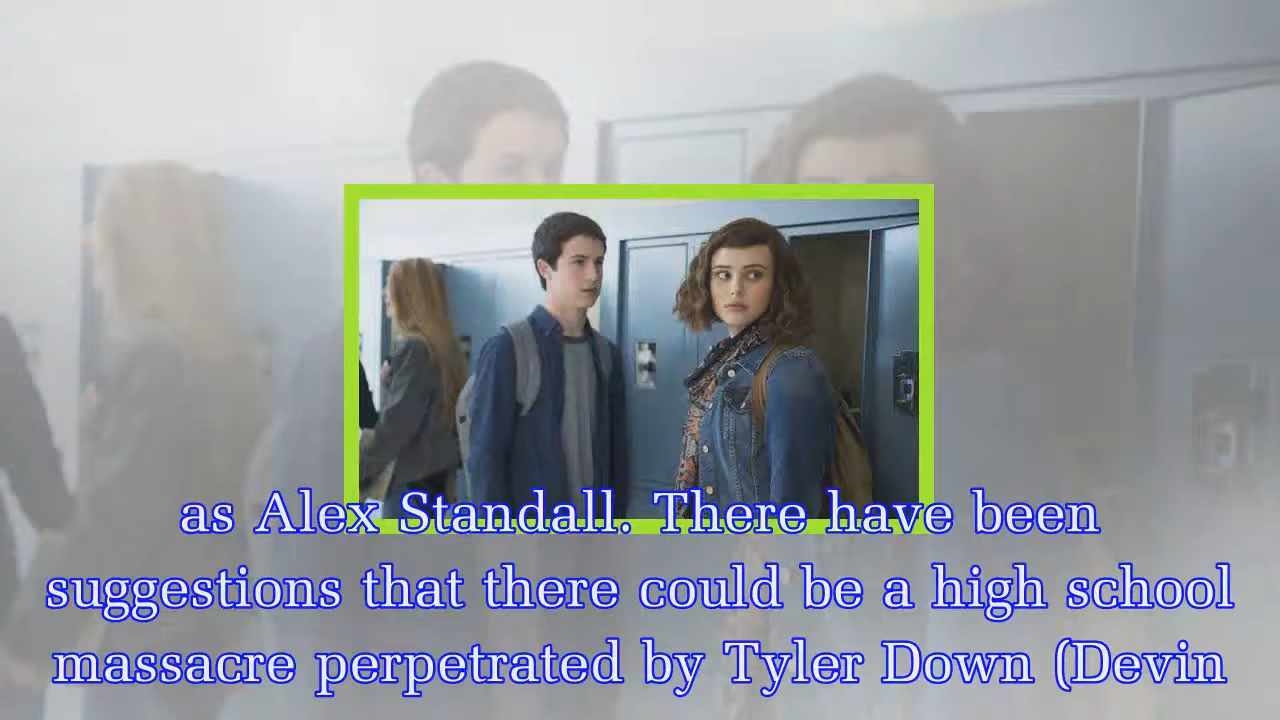 as Alex Standall. There have been
suggestions that there could be a high school
massacre perpetrated by Tyler Down (Devin